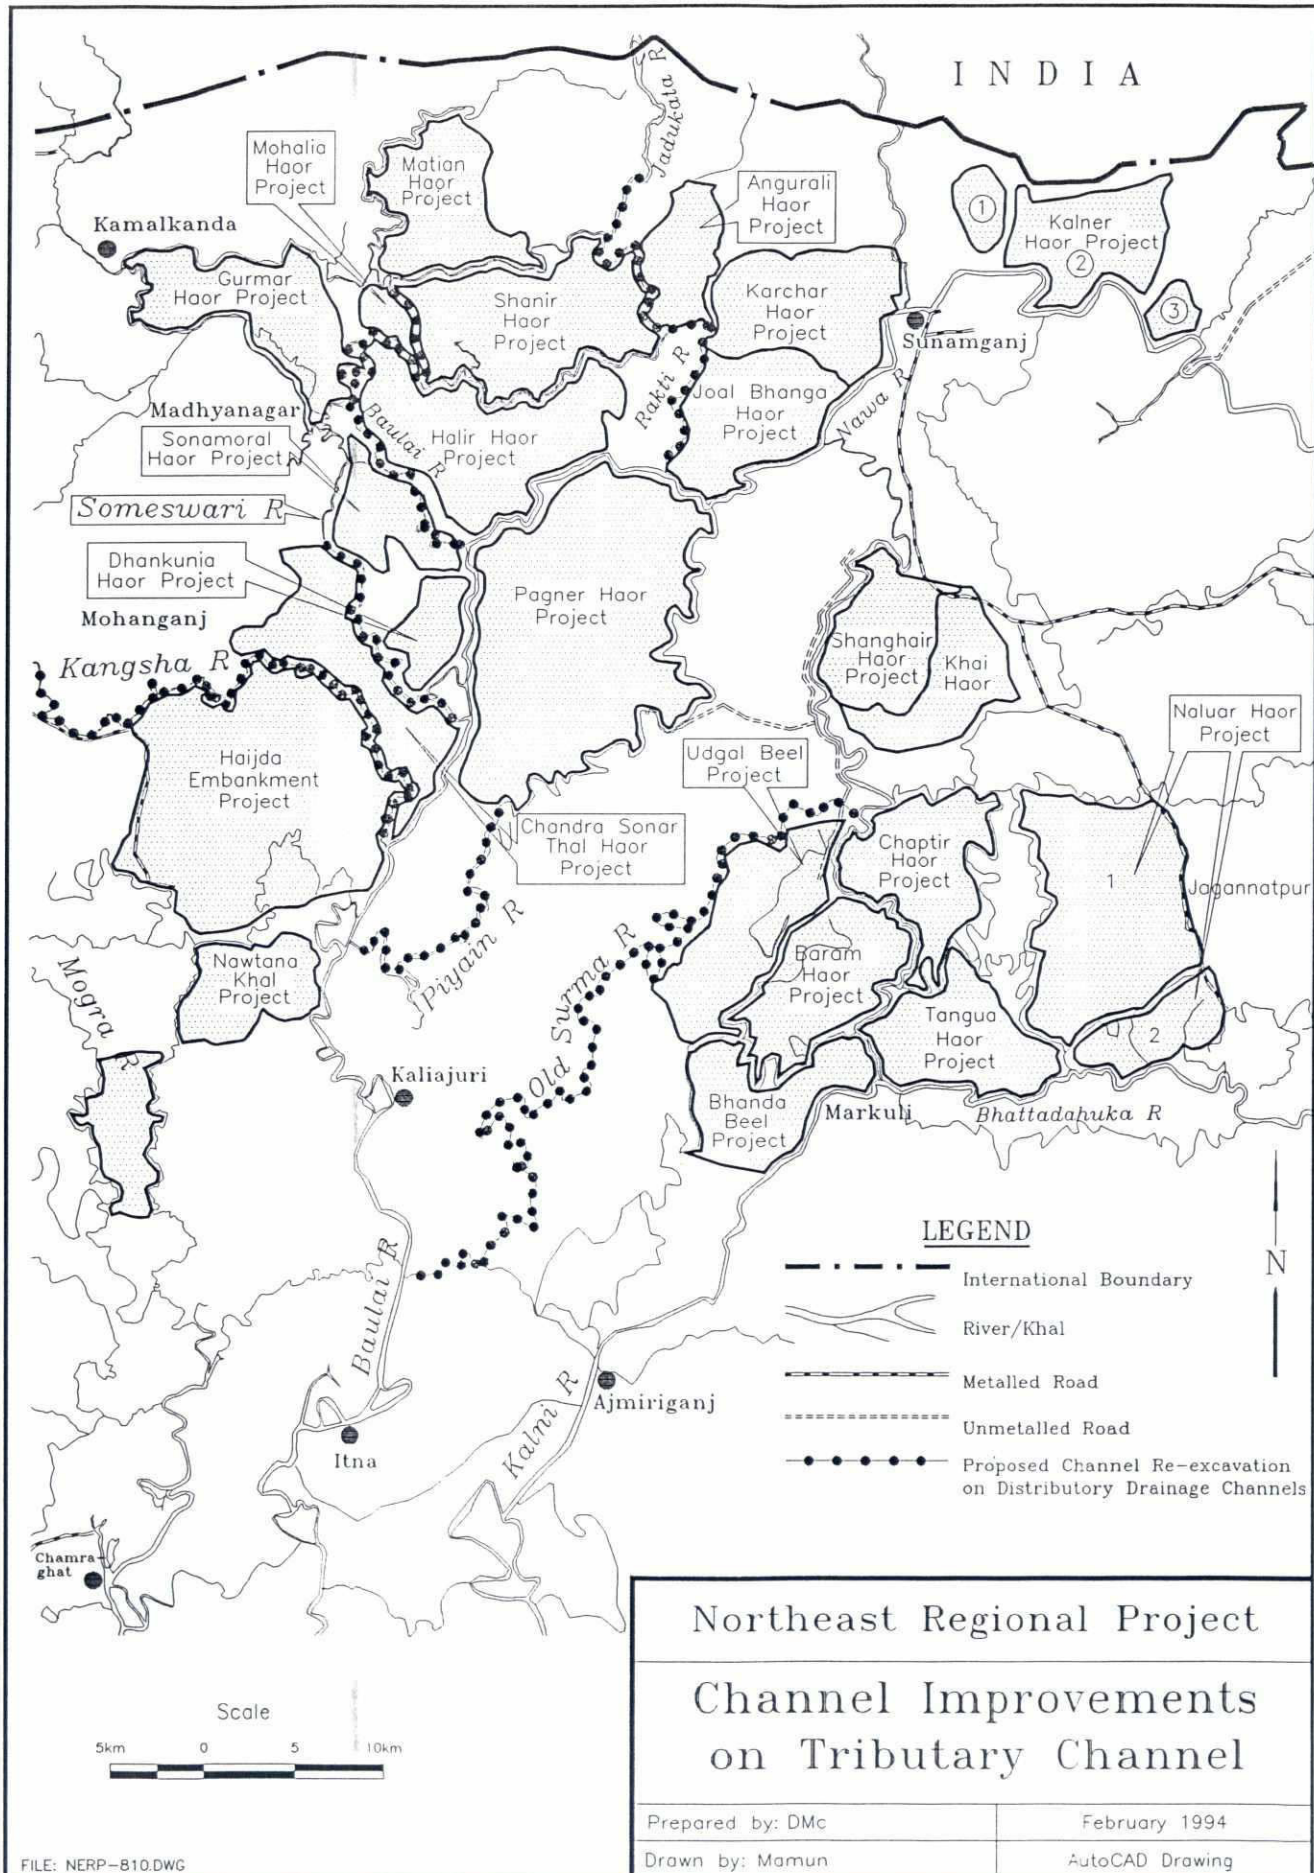 INDIA
Jadukata R
Mohalia
Haor
Project
Matian
Haor
Project
Angurali
Haor
Project
1
Kalner
Haor Project
2
3
Kamalkanda
Gurmar
Haor Project
Shanir
Haor
Project
Karchar
Haor
Project
Sunamganj
Rakti R
Joal Bhanga
Haor
Project
Nawa R
Madhyanagar
Baulai R
Halir Haor
Project
Sonamoral
Haor Project
Someswari R
Dhankunia
Haor Project
Mohanganj
Pagner Haor
Project
Shanghair
Haor
Project
Khai
Haor
Kangsha R
Naluar Haor
Project
Haijda
Embankment
Project
Udgal Beel
Project
Chandra Sonar
Thal Haor
Project
Chaptir
Haor
Project
1
Jagannatpur
Piyain R
Surma R
Old
Nawtana
Khal
Project
Mogra R
Baram
Haor
Project
Tangua
Haor
Project
2
Kaliajuri
Bhanda
Beel
Project
Markuli
Bhattadahuka R
Baulai R
Kalni R
Ajmiriganj
Itna
Chamra
ghat
LEGEND
International Boundary
River/Khal
Metalled Road
Unmetalled Road
Proposed Channel Re-excavation
on Distributory Drainage Channels
N
Scale
5km 0 5 10km
Northeast Regional Project
Channel Improvements
on Tributary Channel
Prepared by: DMc
February 1994
Drawn by: Mamun
AutoCAD Drawing
FILE: NERP-810.DWG